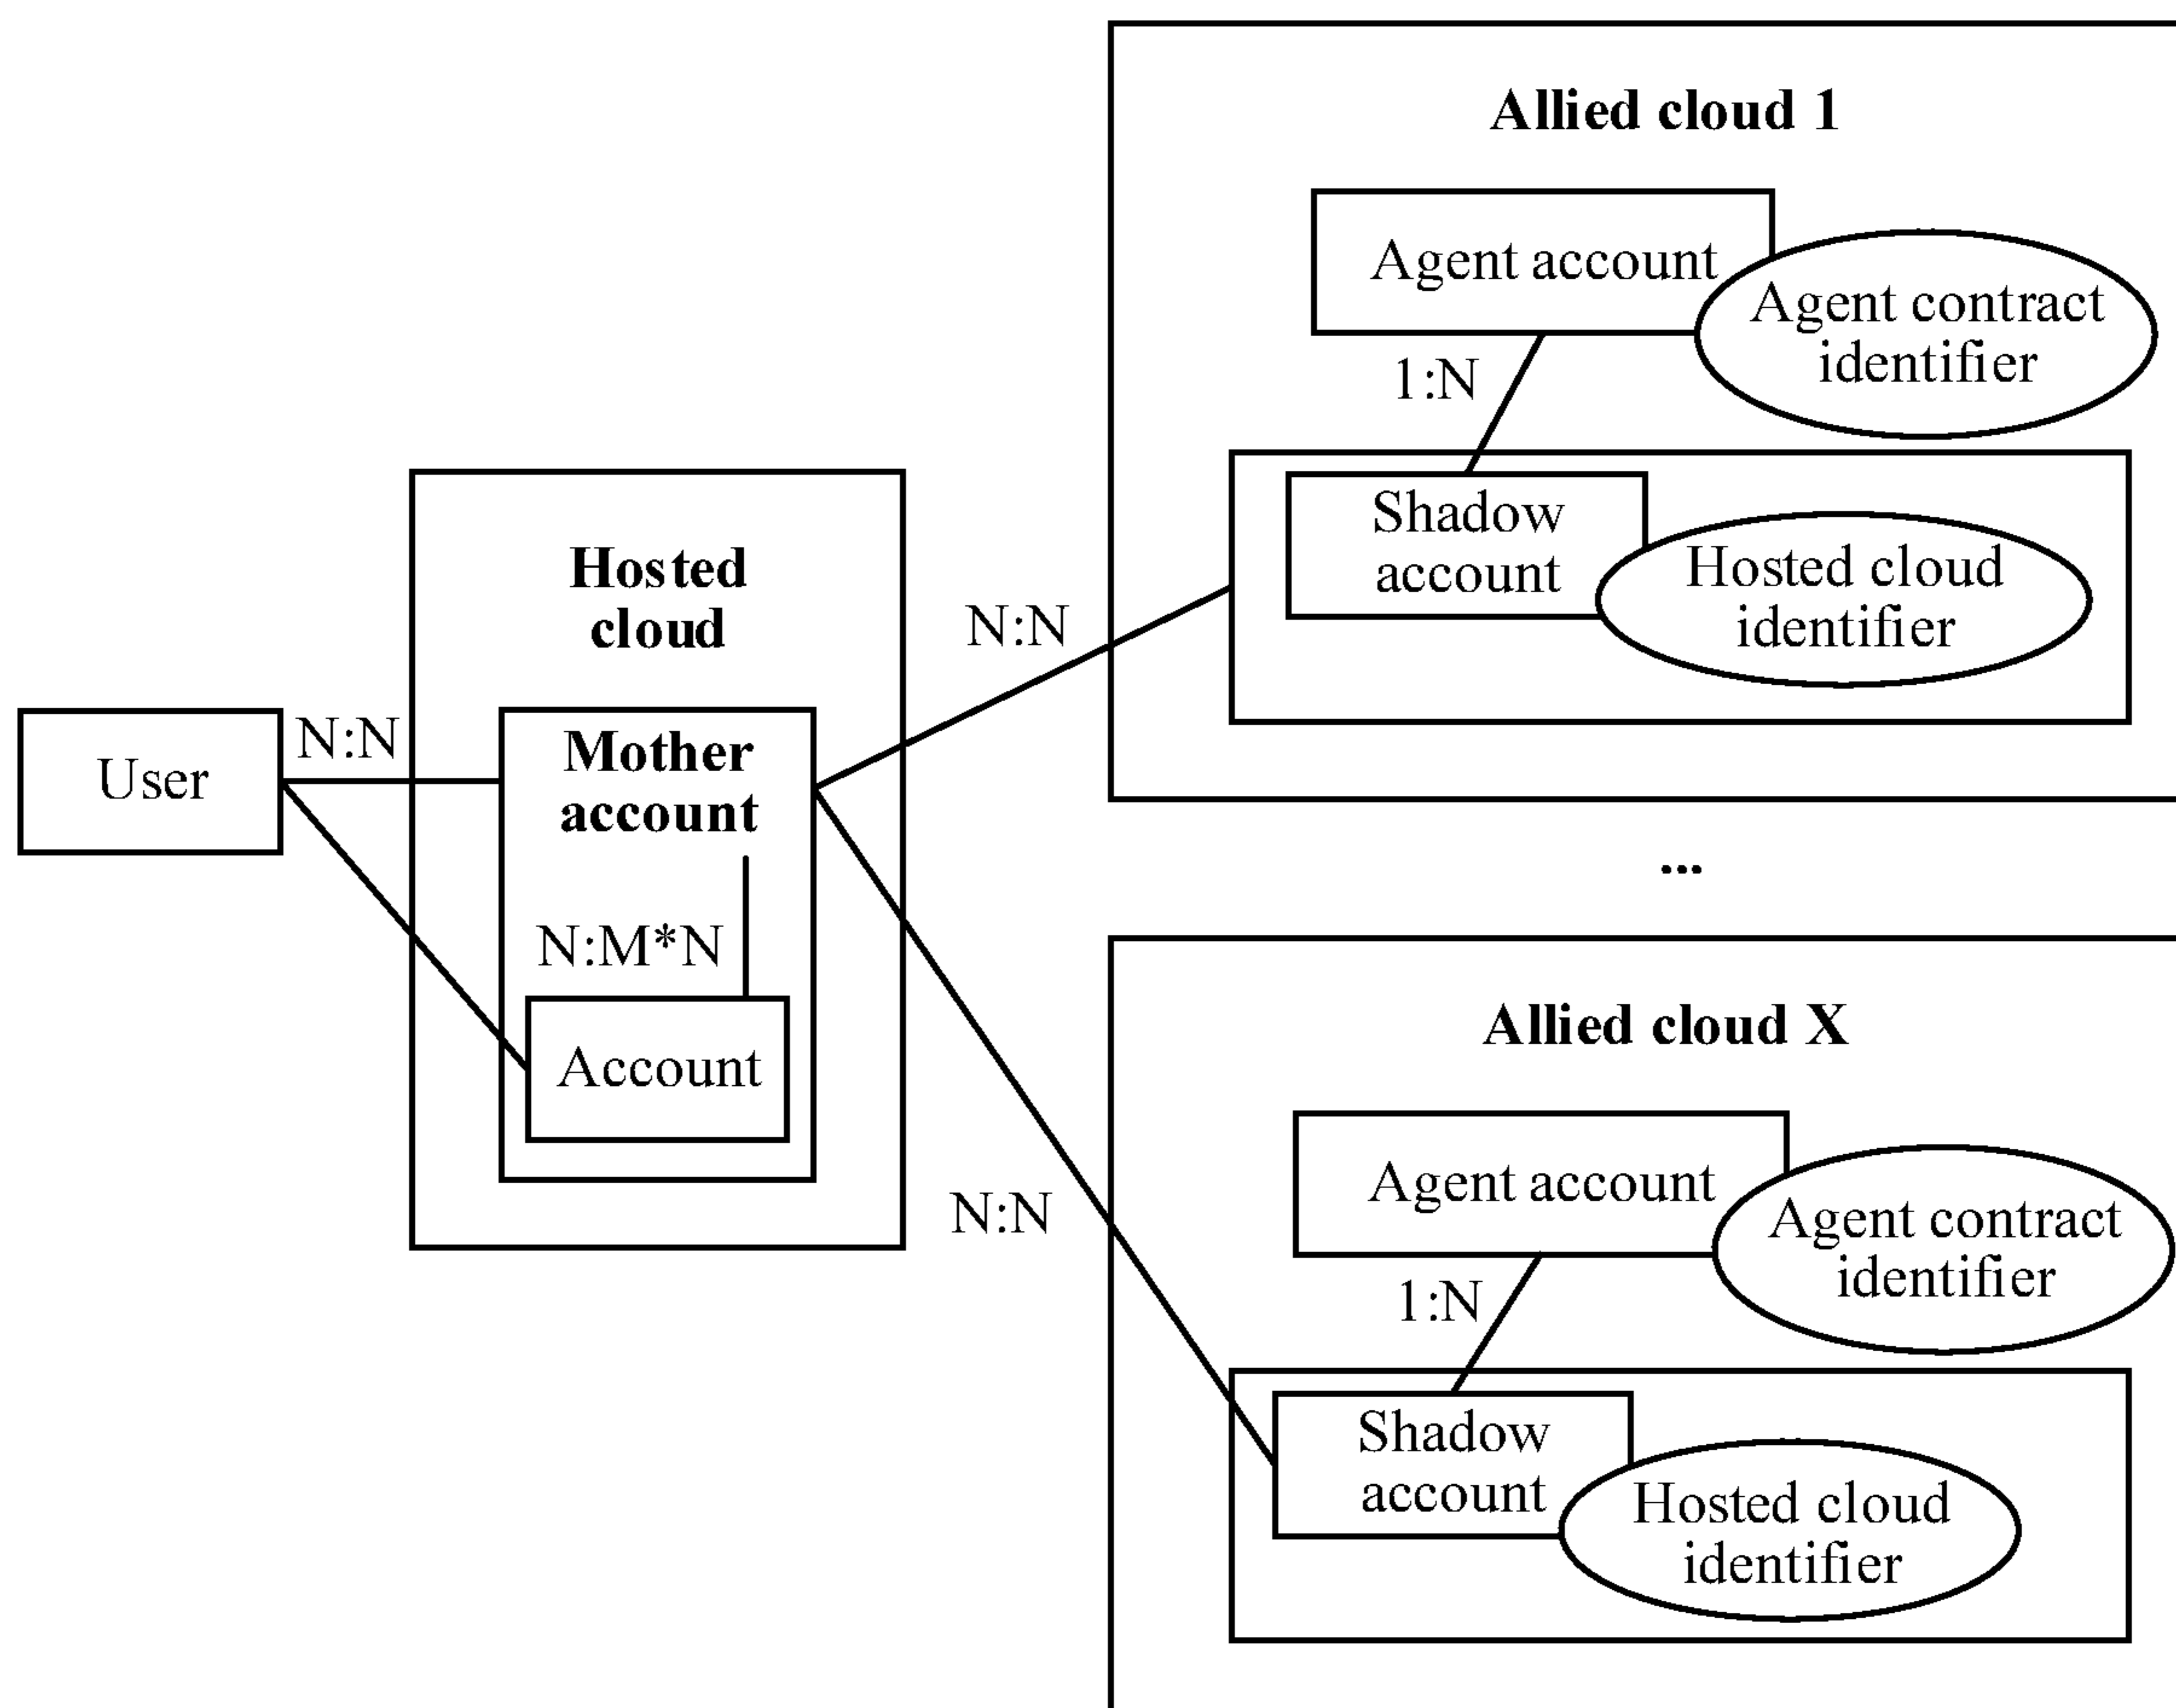 User
N:N
Hosted
cloud
Mother
account
N:M*N
Account
N:N
N:N
Allied cloud 1
Agent account
Agent contract
identifier
1:N
Shadow
account
Hosted cloud
identifier
...
Allied cloud X
Agent account
Agent contract
identifier
1:N
Shadow
account
Hosted cloud
identifier